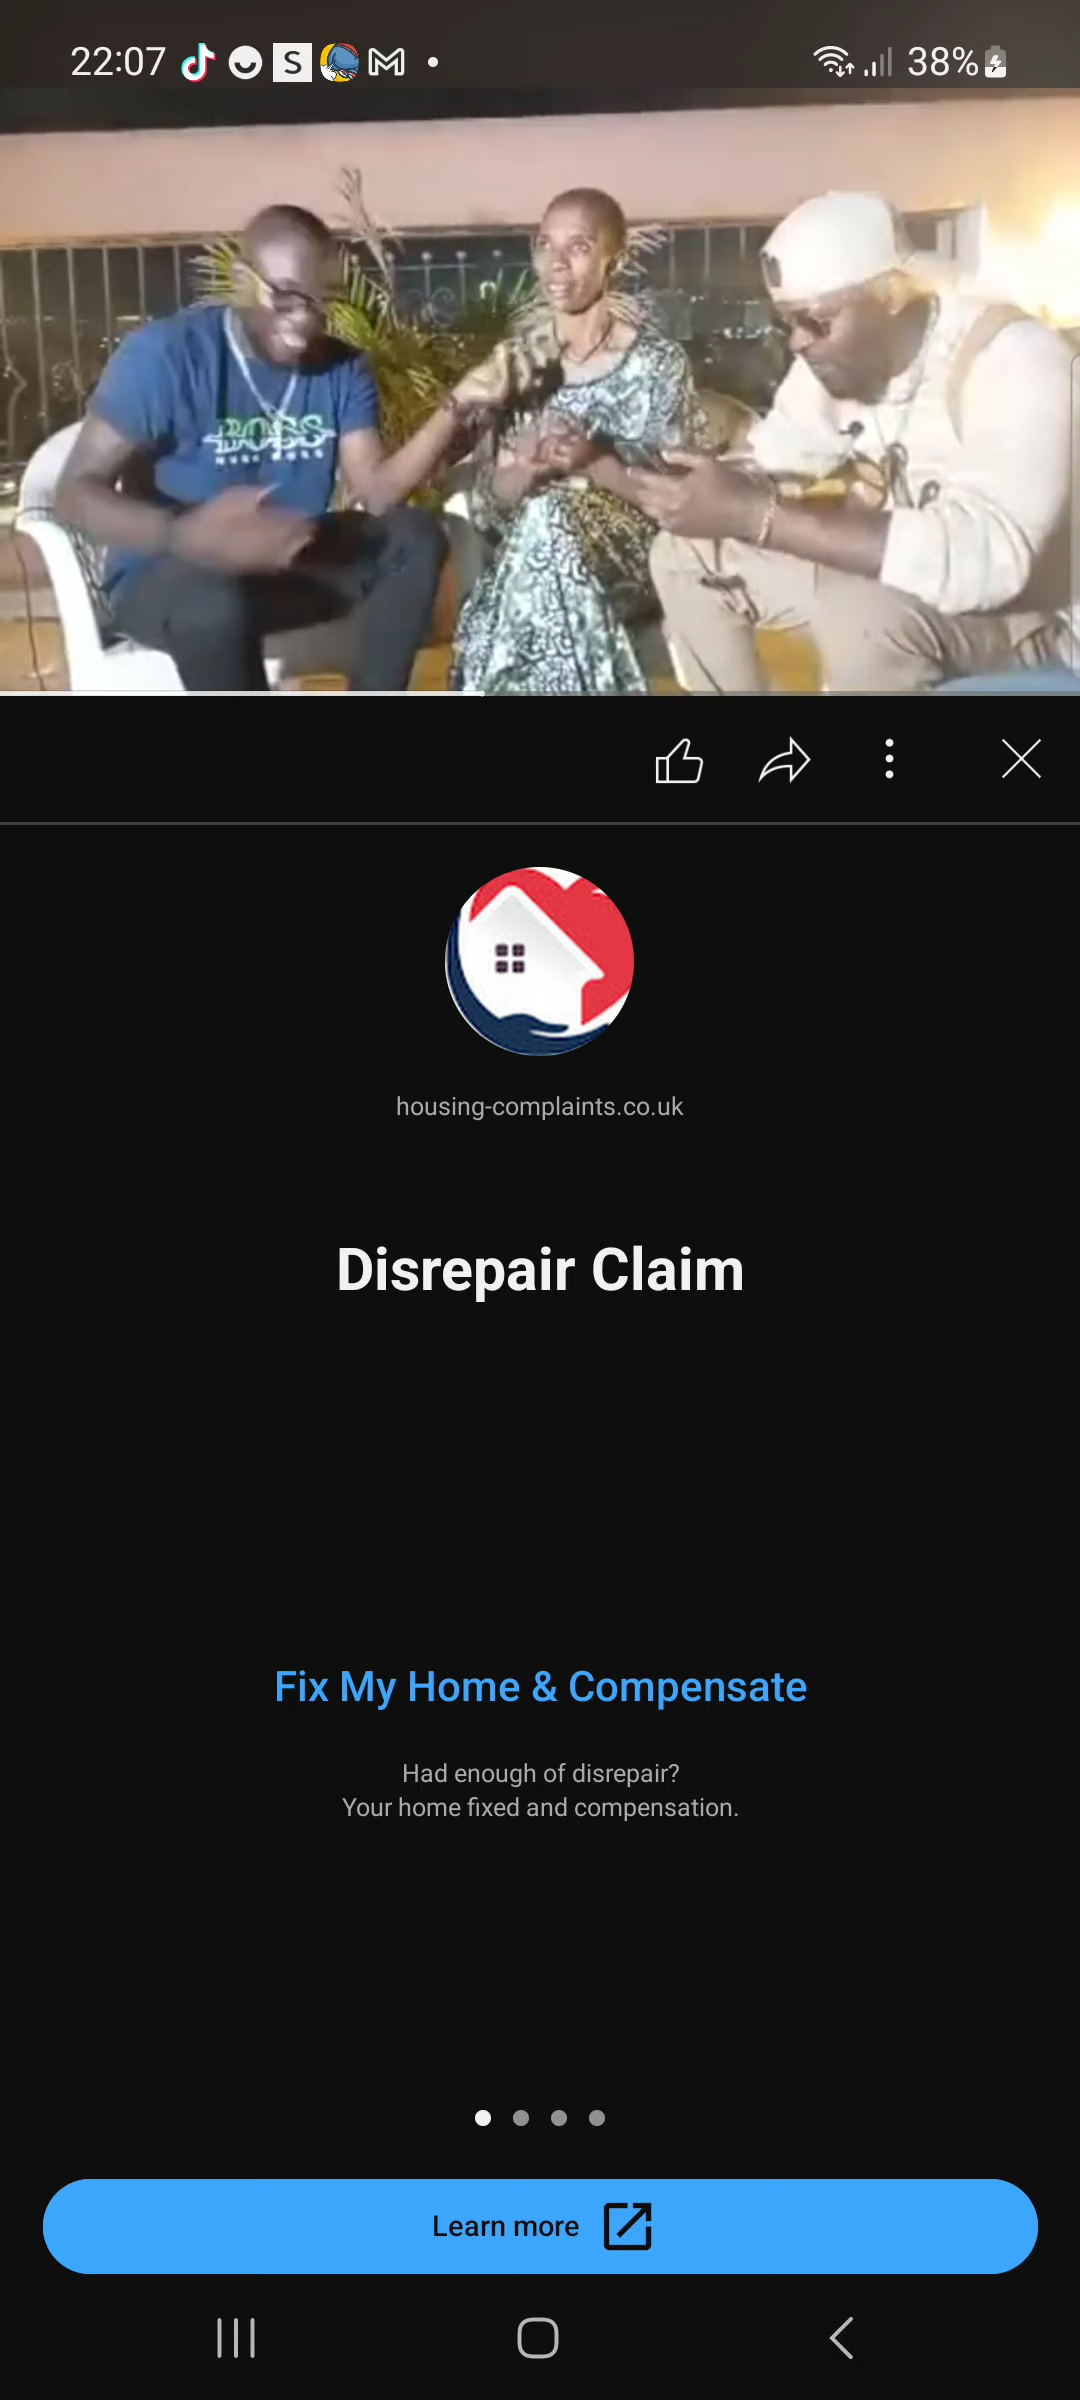 22:07
S
38%
housing-complaints.co.uk
Disrepair Claim
Fix My Home & Compensate
Had enough of disrepair?
Your home fixed and compensation.
Learn more